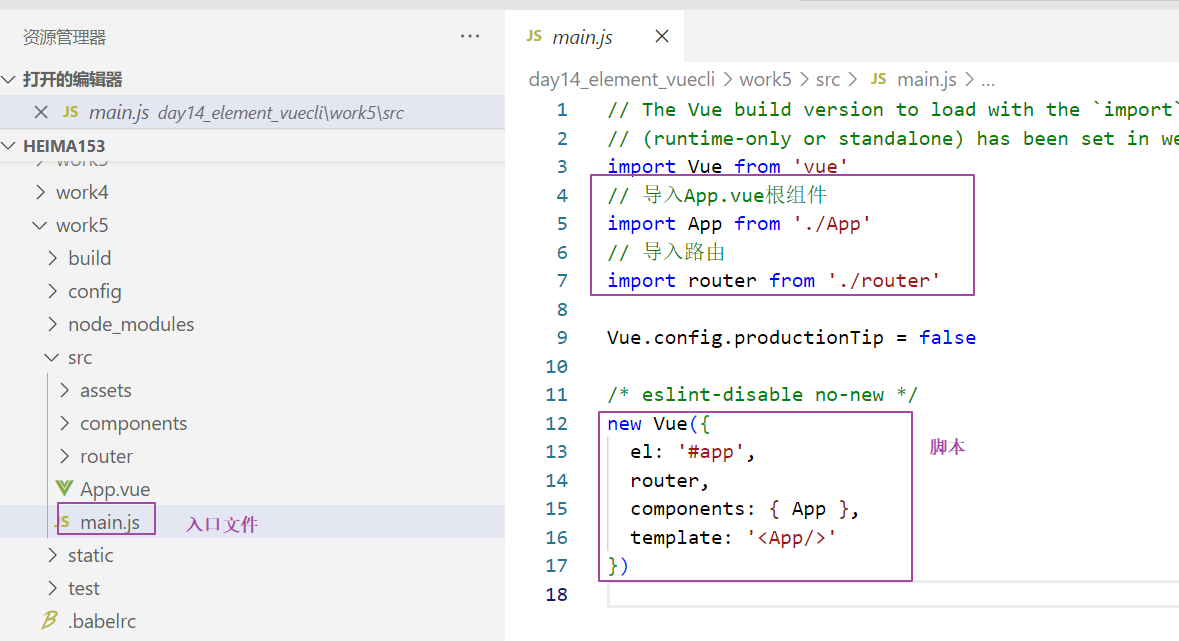 资源管理器
···
打开的编辑器
JS main.js day14_element_vuecli\work5\src
HEIMA153
work4
work5
build
config
node_modules
src
assets
components
router
App.vue
JS main.js 入口文件
static
test
.babelrc
JS main.js
day14_element_vuecli > work5 > src > JS main.js > ...
1 // The Vue build version to load with the `import`
2 // (runtime-only or standalone) has been set in we
3 import Vue from 'vue'
4 // 导入App.vue根组件
5 import App from './App'
6 // 导入路由
7 import router from './router'
8
9 Vue.config.productionTip = false
10
11 /* eslint-disable no-new */
12 new Vue({
13 el: '#app',
14 router,
15 components: { App },
16 template: '<App/>'
17 })
18
脚本